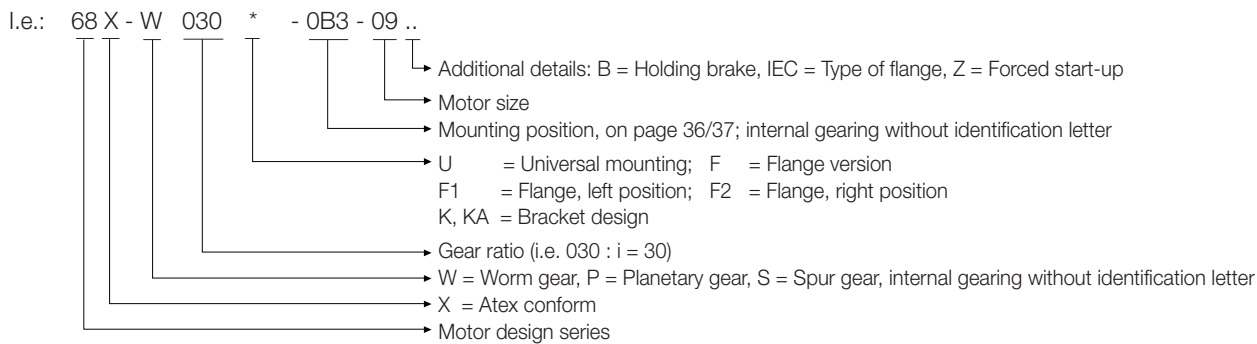 I.e.: 68 X - W 030 * - 0B3 - 09 ..
Additional details: B = Holding brake, IEC = Type of flange, Z = Forced start-up
Motor size
Mounting position, on page 36/37; internal gearing without identification letter
U = Universal mounting; F = Flange version
F1 = Flange, left position; F2 = Flange, right position
K, KA = Bracket design
Gear ratio (i.e. 030 : i = 30)
W = Worm gear, P = Planetary gear, S = Spur gear, internal gearing without identification letter
X = Atex conform
Motor design series